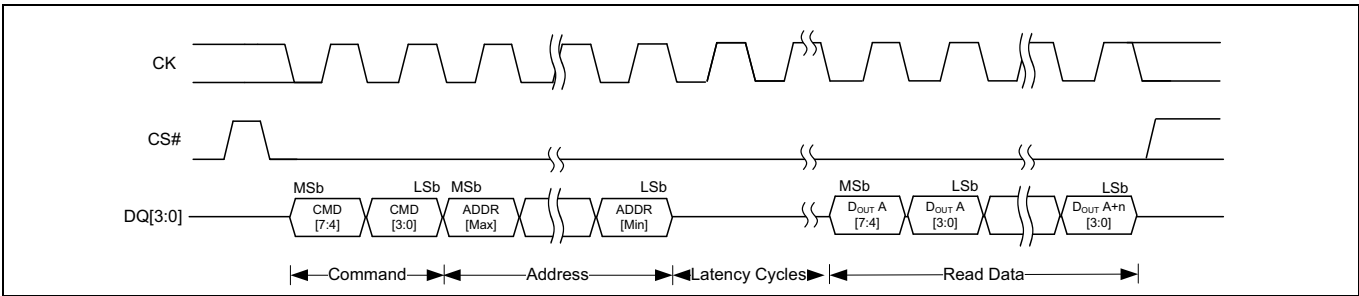 CK
CS#
MSb LSb MSb LSb MSb LSb LSb
DQ[3:0]
CMD [7:4]
CMD [3:0]
ADDR [Max]
ADDR [Min]
DOUT A [7:4]
DOUT A [3:0]
DOUT A+n [3:0]
Command Address Latency Cycles Read Data